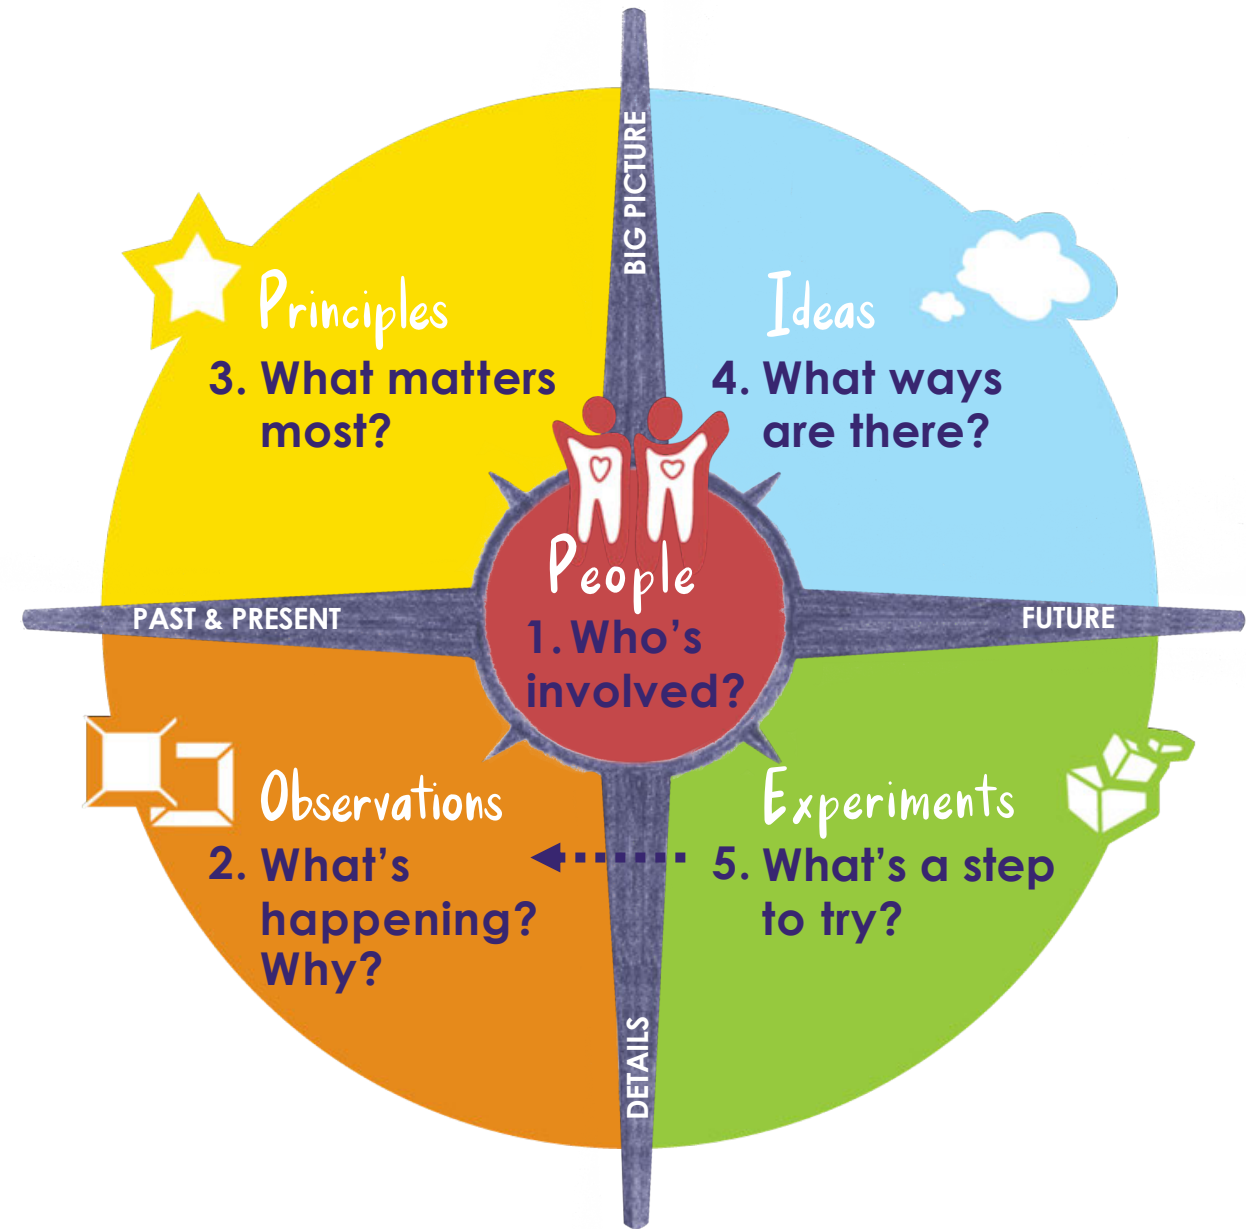 BIG PICTURE
Principles
3. What matters
most?
Ideas
4. What ways
are there?
People
1. Who's
involved?
PAST & PRESENT
FUTURE
Observations
2. What's
happening?
Why?
Experiments
5. What's a step
to try?
DETAILS